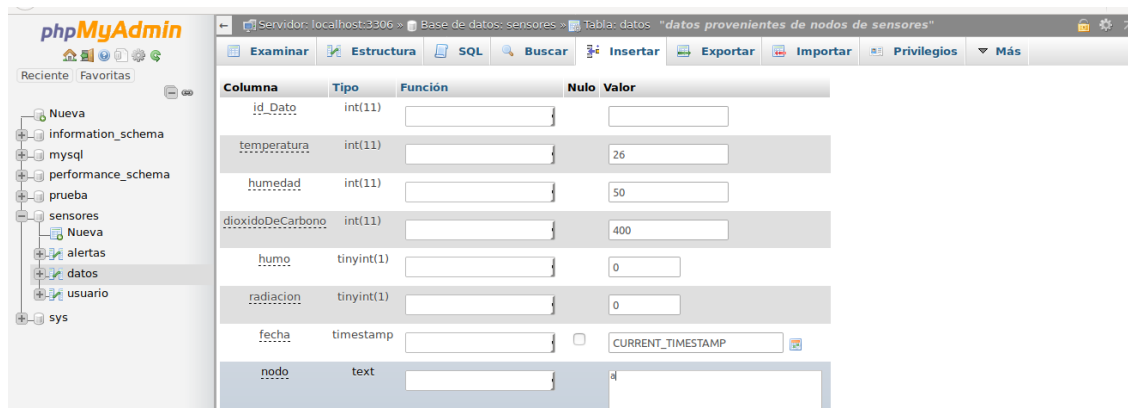 phpMyAdmin
Reciente Favoritas
Nueva
information_schema
mysql
performance_schema
prueba
sensores
Nueva
alertas
datos
usuario
sys
Servidor: localhost:3306 » Base de datos: sensores » Tabla: datos "datos provenientes de nodos de sensores"
Examinar Estructura SQL Buscar Insertar Exportar Importar Privilegios Más
Columna Tipo Función Nulo Valor
id_Dato int(11)
temperatura int(11) 26
humedad int(11) 50
dioxidoDeCarbono int(11) 400
humo tinyint(1) 0
radiacion tinyint(1) 0
fecha timestamp CURRENT_TIMESTAMP
nodo text a